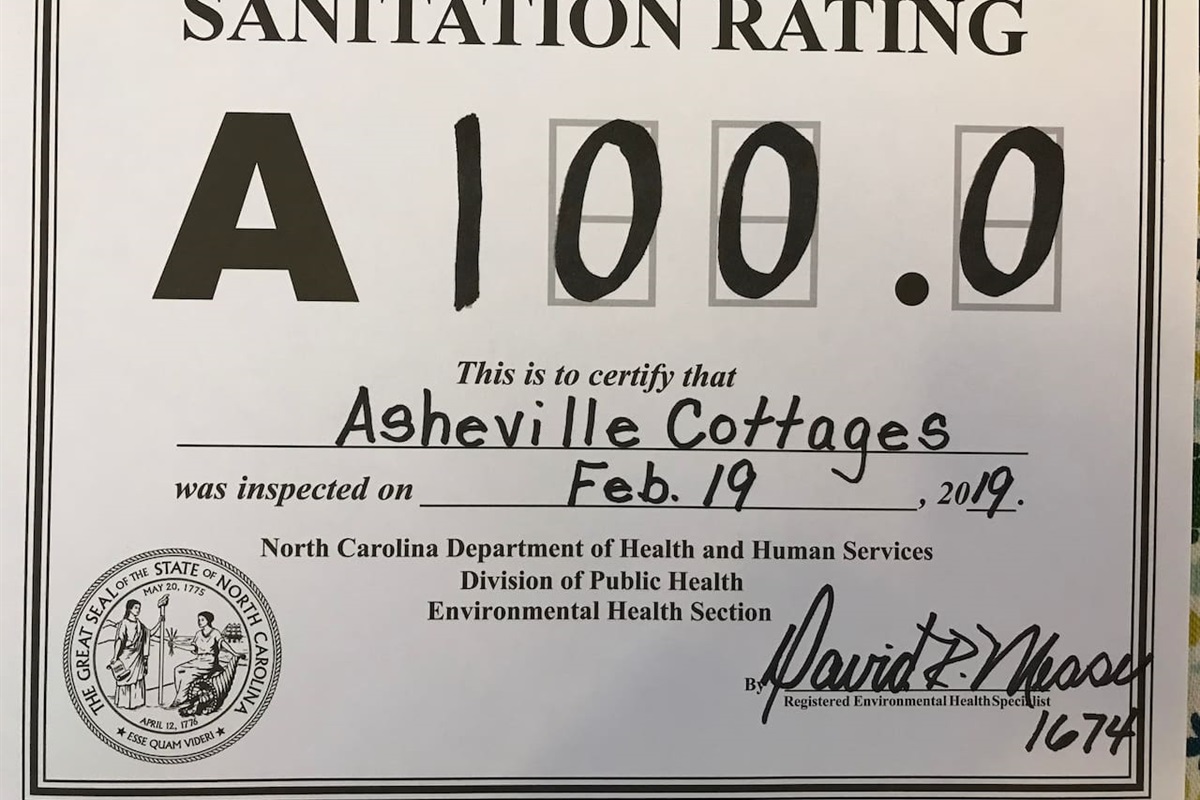 SANITATION RATING
A 100.0
This is to certify that
Asheville Cottages
was inspected on Feb. 19, 2019.
North Carolina Department of Health and Human Services
Division of Public Health
Environmental Health Section
THE GREAT SEAL OF THE STATE OF NORTH CAROLINA
MAY 20, 1775
APRIL 12, 1776
★ ESSE QUAM VIDERI ★
By David R.
Registered Environmental Health Specialist
1674